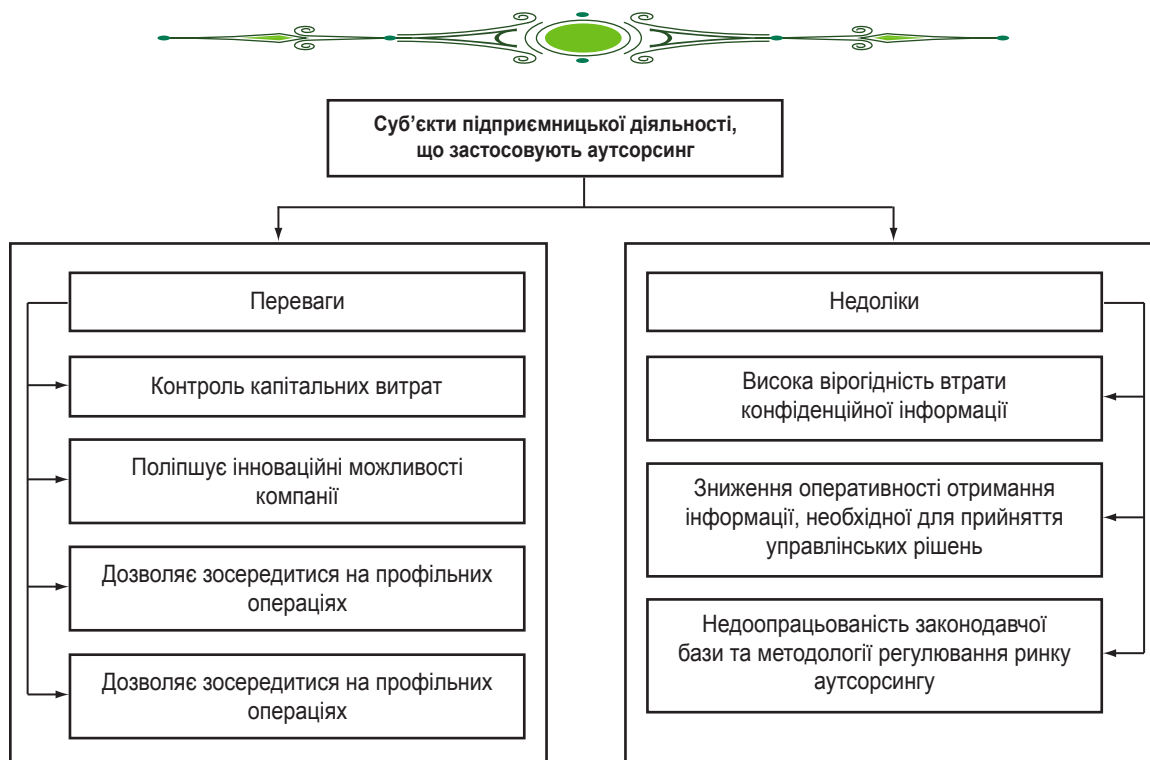 Суб’єкти підприємницької діяльності,
що застосовують аутсорсинг
Переваги
Контроль капітальних витрат
Поліпшує інноваційні можливості
компанії
Дозволяє зосередитися на профільних
операціях
Дозволяє зосередитися на профільних
операціях
Недоліки
Висока вірогідність втрати
конфіденційної інформації
Зниження оперативності отримання
інформації, необхідної для прийняття
управлінських рішень
Недоопрацьованість законодавчої
бази та методології регулювання ринку
аутсорсингу